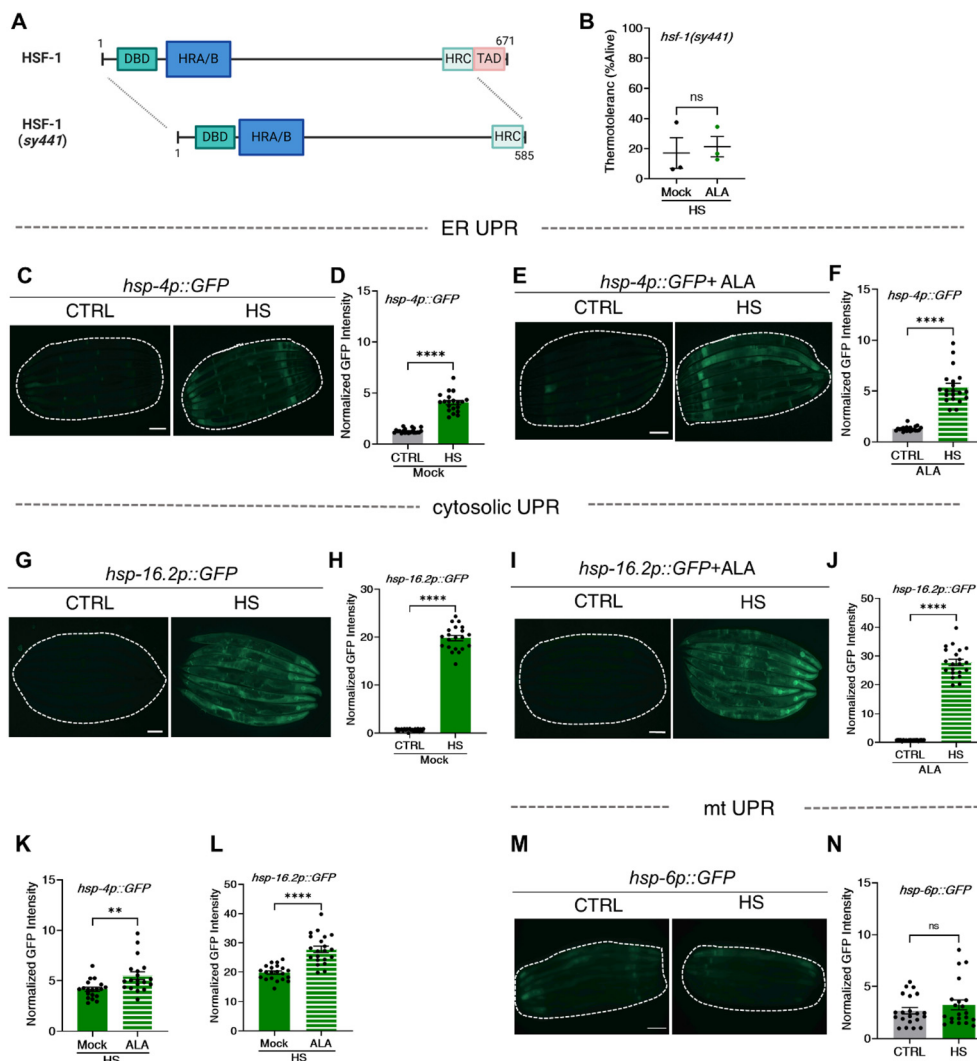 A
HSF-1
1
DBD
HRA/B
HRC
TAD
671
HSF-1
(sy441)
1
DBD
HRA/B
HRC
585
B
hsf-1(sy441)
Thermotoleranc (%Alive)
100
80
60
40
20
0
ns
Mock ALA
HS
ER UPR
C
hsp-4p::GFP
CTRL HS
D
hsp-4p::GFP
Normalized GFP Intensity
15
10
5
0
****
CTRL HS
Mock
E
hsp-4p::GFP+ ALA
CTRL HS
F
hsp-4p::GFP
Normalized GFP Intensity
15
10
5
0
****
CTRL HS
ALA
cytosolic UPR
G
hsp-16.2p::GFP
CTRL HS
H
hsp-16.2p::GFP
Normalized GFP Intensity
30
20
10
0
****
CTRL HS
Mock
I
hsp-16.2p::GFP+ALA
CTRL HS
J
hsp-16.2p::GFP
Normalized GFP Intensity
50
40
30
20
10
0
****
CTRL HS
ALA
mt UPR
K
hsp-4p::GFP
Normalized GFP Intensity
15
10
5
0
**
Mock ALA
HS
L
hsp-16.2p::GFP
Normalized GFP Intensity
50
40
30
20
10
0
****
Mock ALA
HS
M
hsp-6p::GFP
CTRL HS
N
hsp-6p::GFP
Normalized GFP Intensity
15
10
5
0
ns
CTRL HS